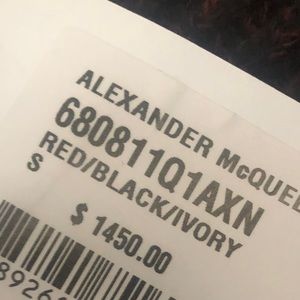 ALEXANDER McQUEE
680811Q1AXN
RED/BLACK/IVORY
S
$ 1450.00